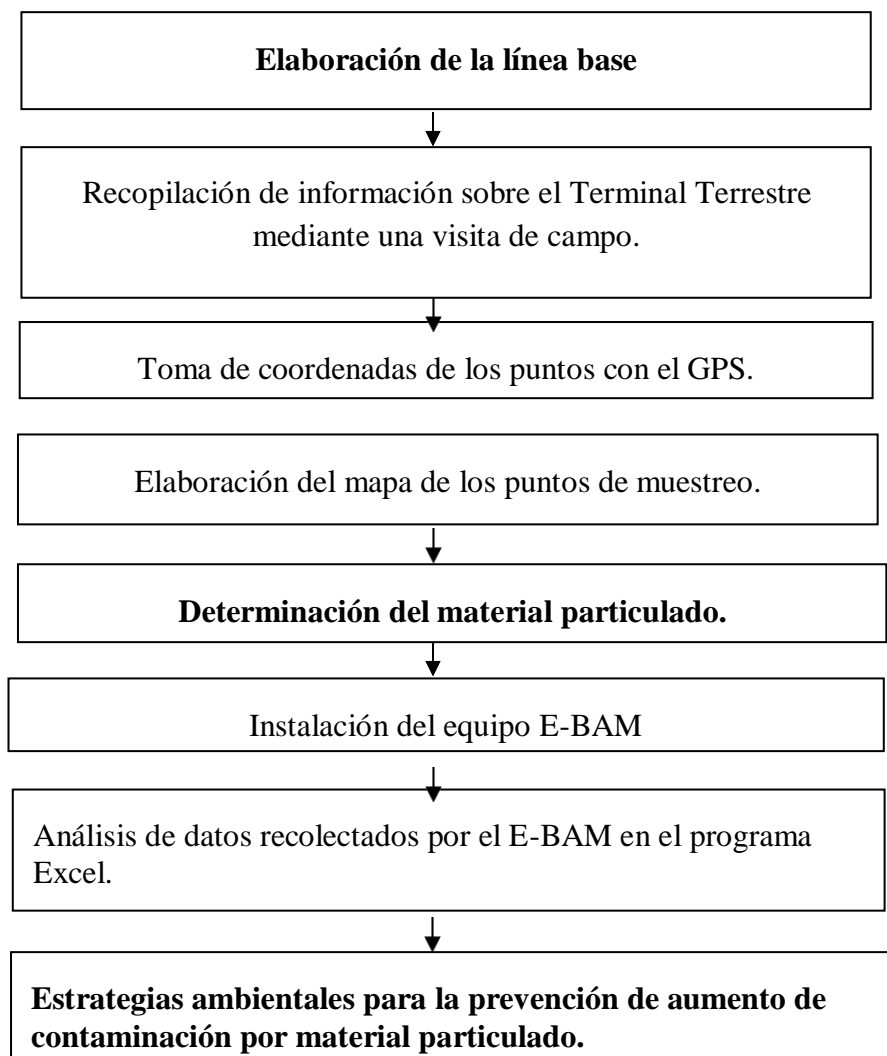 Elaboración de la línea base
Recopilación de información sobre el Terminal Terrestre
mediante una visita de campo.
Toma de coordenadas de los puntos con el GPS.
Elaboración del mapa de los puntos de muestreo.
Determinación del material particulado.
Instalación del equipo E-BAM
Análisis de datos recolectados por el E-BAM en el programa
Excel.
Estrategias ambientales para la prevención de aumento de
contaminación por material particulado.